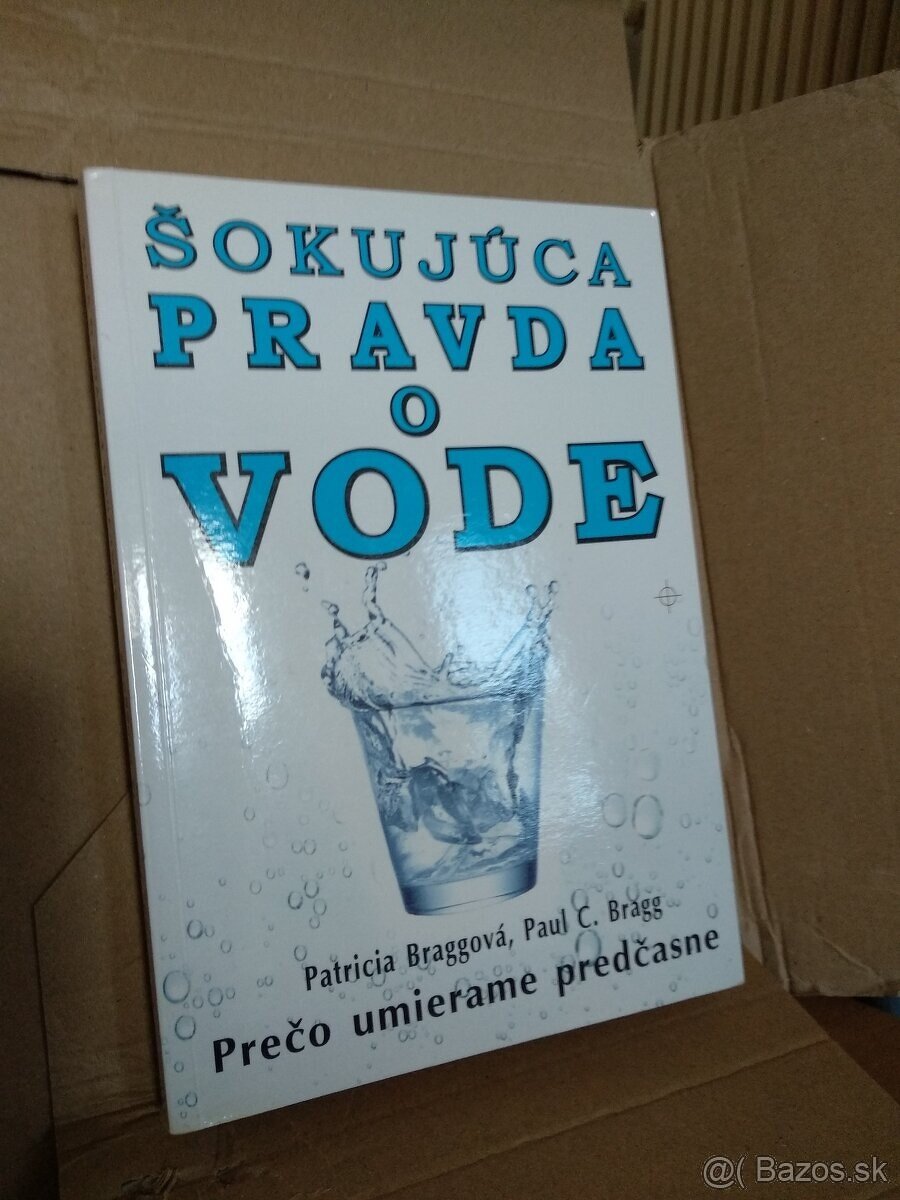 ŠOKUJÚCA
PRAVDA
O
VODE
Patricia Braggová, Paul C. Bragg
Prečo umierame predčasne
@( Bazos.sk